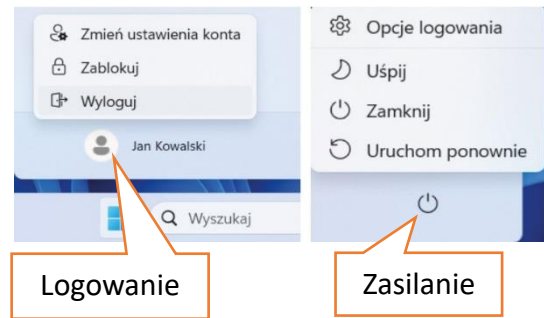 Zmień ustawienia konta
Zablokuj
Wyloguj
Jan Kowalski
Wyszukaj
Logowanie
Opcje logowania
Uśpij
Zamknij
Uruchom ponownie
Zasilanie